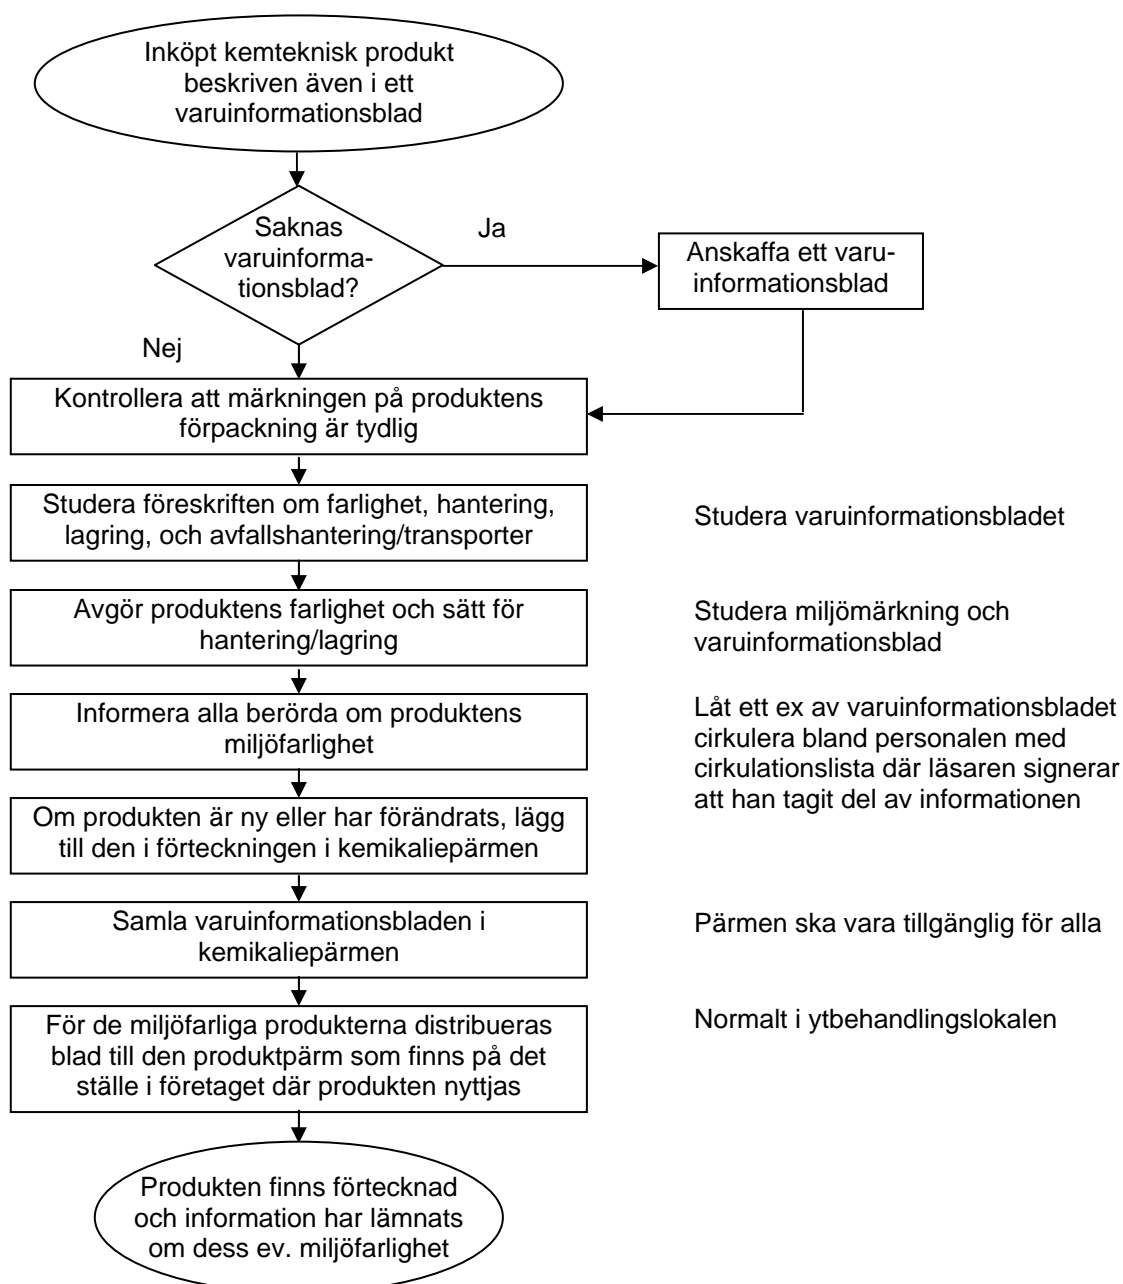 Inköpt kemteknisk produkt
beskriven även i ett
varuinformationsblad
Saknas
varuinforma-
tionsblad?
Ja
Anskaffa ett varu-
informationsblad
Nej
Kontrollera att märkningen på produktens
förpackning är tydlig
Studera föreskriften om farlighet, hantering,
lagring, och avfallshantering/transporter
Studera varuinformationsbladet
Avgör produktens farlighet och sätt för
hantering/lagring
Studera miljömärkning och
varuinformationsblad
Informera alla berörda om produktens
miljöfarlighet
Låt ett ex av varuinformationsbladet
cirkulera bland personalen med
cirkulationslista där läsaren signerar
att han tagit del av informationen
Om produkten är ny eller har förändrats, lägg
till den i förteckningen i kemikaliepärmen
Samla varuinformationsbladen i
kemikaliepärmen
Pärmen ska vara tillgänglig för alla
För de miljöfarliga produkterna distribueras
blad till den produktpärm som finns på det
ställe i företaget där produkten nyttjas
Normalt i ytbehandlingslokalen
Produkten finns förtecknad
och information har lämnats
om dess ev. miljöfarlighet